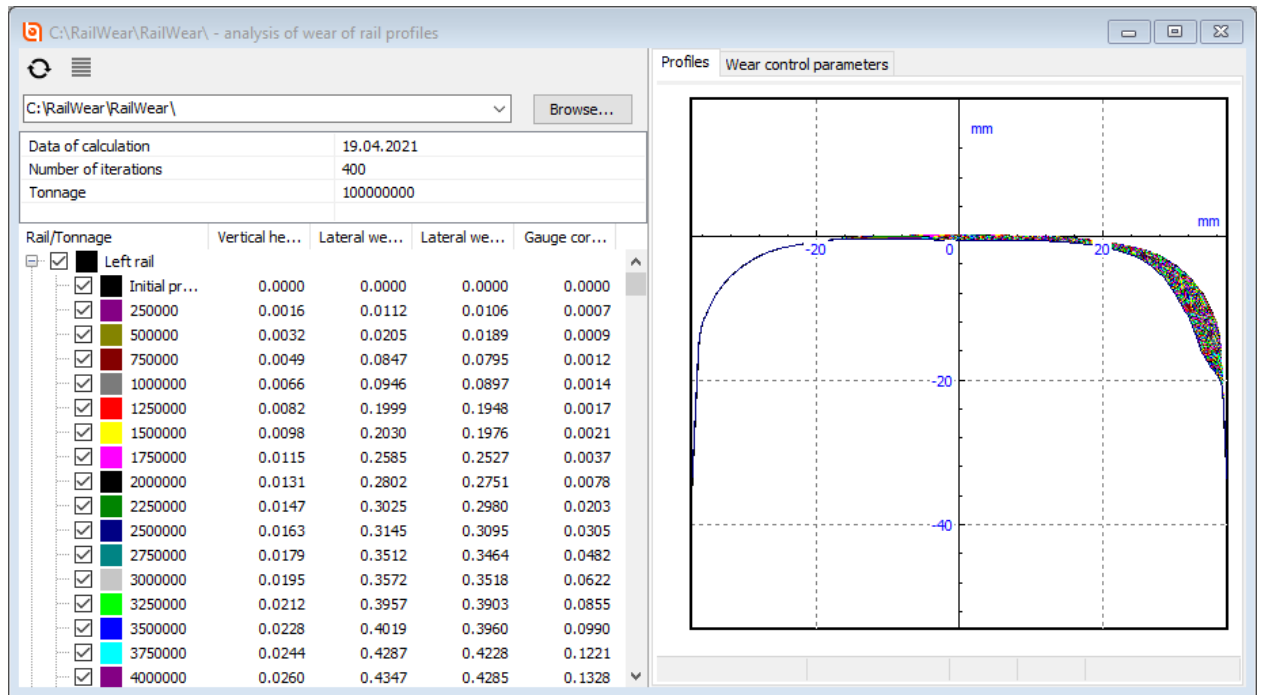 C:\RailWear\RailWear\ - analysis of wear of rail profiles
C:\RailWear\RailWear\ Browse...
Data of calculation 19.04.2021
Number of iterations 400
Tonnage 100000000
Rail/Tonnage Vertical he... Lateral we... Lateral we... Gauge cor...
Left rail
Initial pr... 0.0000 0.0000 0.0000 0.0000
250000 0.0016 0.0112 0.0106 0.0007
500000 0.0032 0.0205 0.0189 0.0009
750000 0.0049 0.0847 0.0795 0.0012
1000000 0.0066 0.0946 0.0897 0.0014
1250000 0.0082 0.1999 0.1948 0.0017
1500000 0.0098 0.2030 0.1976 0.0021
1750000 0.0115 0.2585 0.2527 0.0037
2000000 0.0131 0.2802 0.2751 0.0078
2250000 0.0147 0.3025 0.2980 0.0203
2500000 0.0163 0.3145 0.3095 0.0305
2750000 0.0179 0.3512 0.3464 0.0482
3000000 0.0195 0.3572 0.3518 0.0622
3250000 0.0212 0.3957 0.3903 0.0855
3500000 0.0228 0.4019 0.3960 0.0990
3750000 0.0244 0.4287 0.4228 0.1221
4000000 0.0260 0.4347 0.4285 0.1328
Profiles Wear control parameters
mm
mm
-20 0 20
-20
-40